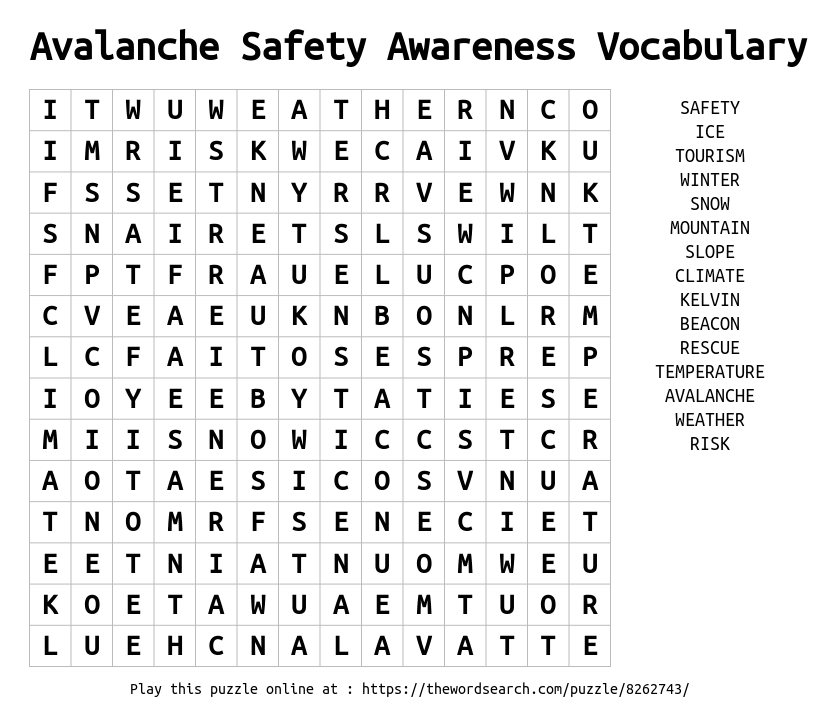 Avalanche Safety Awareness Vocabulary
I T W U W E A T H E R N C O
I M R I S K W E C A I V K U
F S S E T N Y R R V E W N K
S N A I R E T S L S W I L T
F P T F R A U E L U C P O E
C V E A E U K N B O N L R M
L C F A I T O S E S P R E P
I O Y E E B Y T A T I E S E
M I I S N O W I C C S T C R
A O T A E S I C O S V N U A
T N O M R F S E N E C I E T
E E T N I A T N U O M W E U
K O E T A W U A E M T U O R
L U E H C N A L A V A T T E
SAFETY
ICE
TOURISM
WINTER
SNOW
MOUNTAIN
SLOPE
CLIMATE
KELVIN
BEACON
RESCUE
TEMPERATURE
AVALANCHE
WEATHER
RISK
Play this puzzle online at : https://thewordsearch.com/puzzle/8262743/